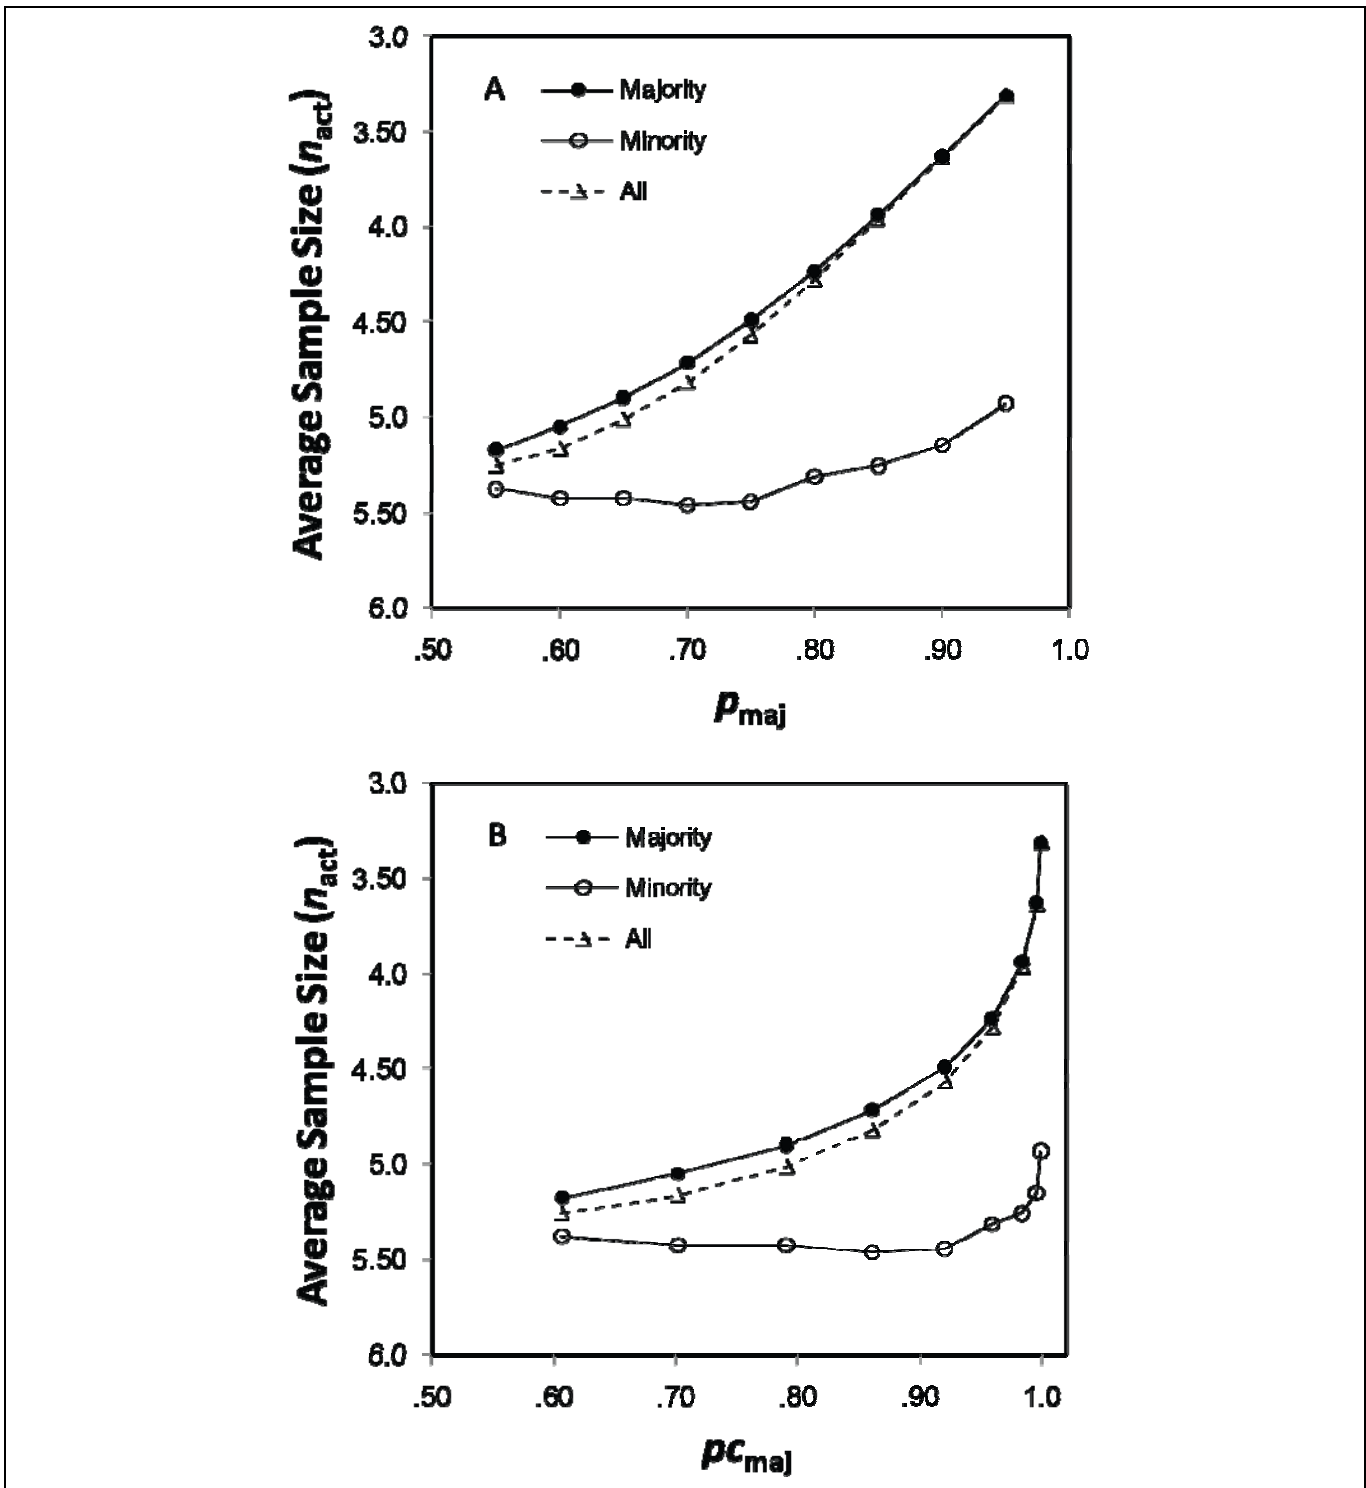 3.0
3.50
4.0
4.50
5.0
5.50
6.0
Average Sample Size (nact)
A
Majority
Minority
All
.50 .60 .70 .80 .90 1.0
pmaj
3.0
3.50
4.0
4.50
5.0
5.50
6.0
Average Sample Size (nact)
B
Majority
Minority
All
.50 .60 .70 .80 .90 1.0
pcmaj